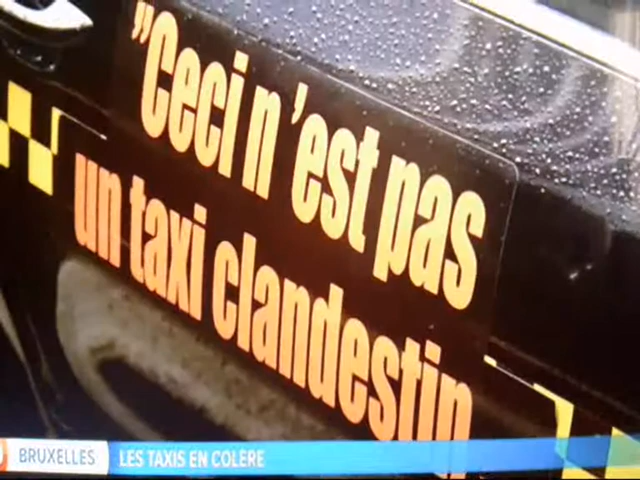 "Ceci n'est pas
un taxi clandestin
BRUXELLES
LES TAXIS EN COLÈRE